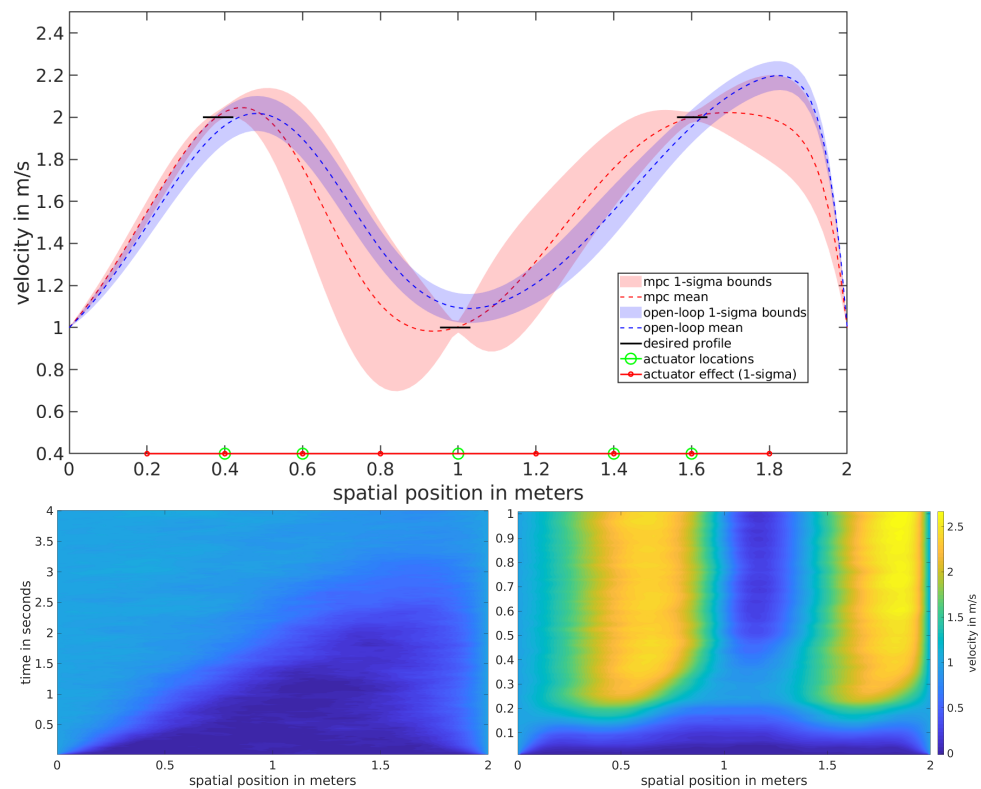 2.4
2.2
2
1.8
1.6
1.4
1.2
1
0.8
0.6
0.4
velocity in m/s
mpc 1-sigma bounds
mpc mean
open-loop 1-sigma bounds
open-loop mean
desired profile
actuator locations
actuator effect (1-sigma)
0 0.2 0.4 0.6 0.8 1 1.2 1.4 1.6 1.8 2
spatial position in meters
4
3.5
3
2.5
2
1.5
1
0.5
time in seconds
0 0.5 1 1.5 2
spatial position in meters
1
0.9
0.8
0.7
0.6
0.5
0.4
0.3
0.2
0.1
0 0.5 1 1.5 2
spatial position in meters
2.5
2
1.5
1
0.5
0
velocity in m/s